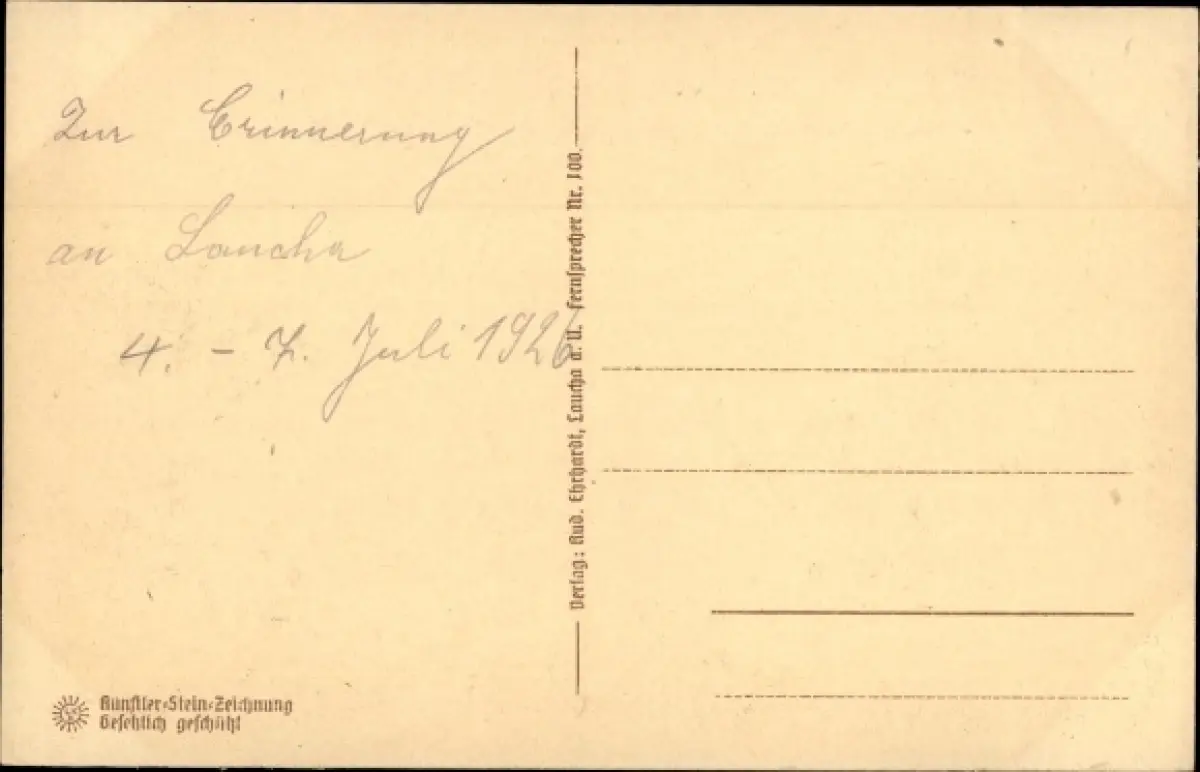 Zur Erinnerung
an Laucha
4. - 7. Juli 1926
Verlag: Rud. Ehrhardt, Laucha a. U. Fernsprecher Nr. 100.
Künstler-Stein-Zeichnung
Gesetzlich geschützt